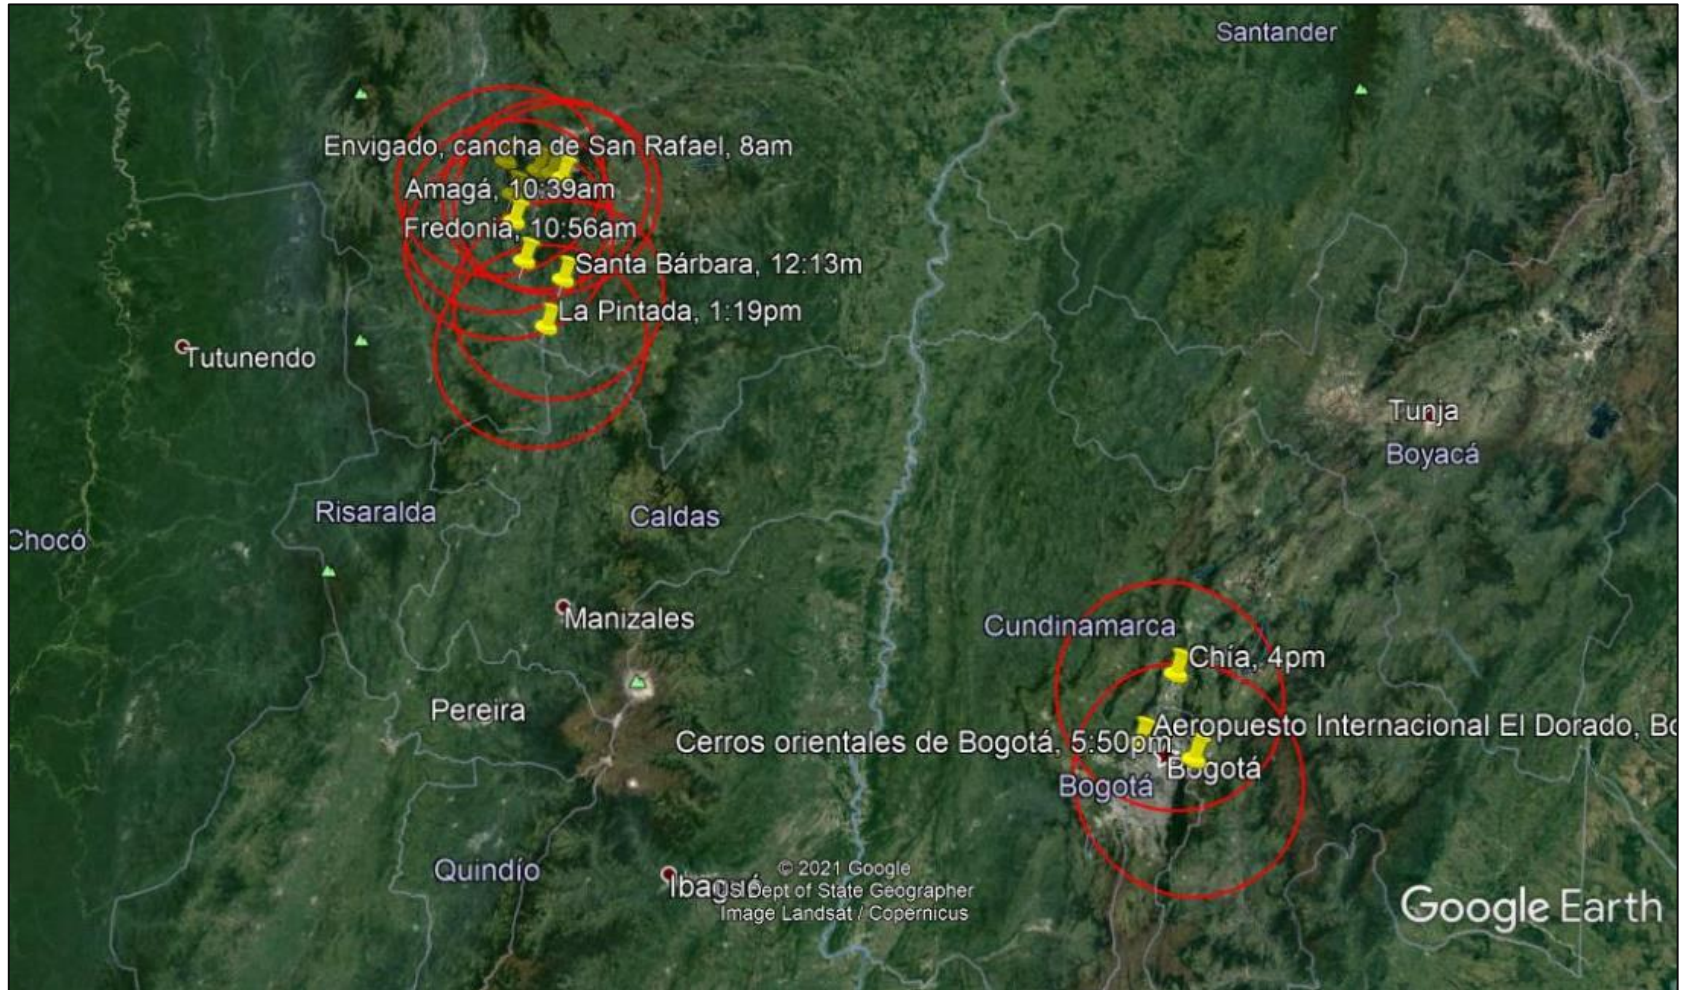 Santander
Envigado, cancha de San Rafael, 8am
Amagá, 10:39am
Fredonia, 10:56am
Santa Bárbara, 12:13m
La Pintada, 1:19pm
Tutunendo
Tunja
Boyacá
Risaralda
Caldas
Chocó
Manizales
Cundinamarca
Chía, 4pm
Pereira
Aeropuesto Internacional El Dorado, Bo
Cerros orientales de Bogotá, 5:50pm
Bogotá
Bogotá
Quindío
Ibagué
© 2021 Google
US Dept of State Geographer
Image Landsat / Copernicus
Google Earth